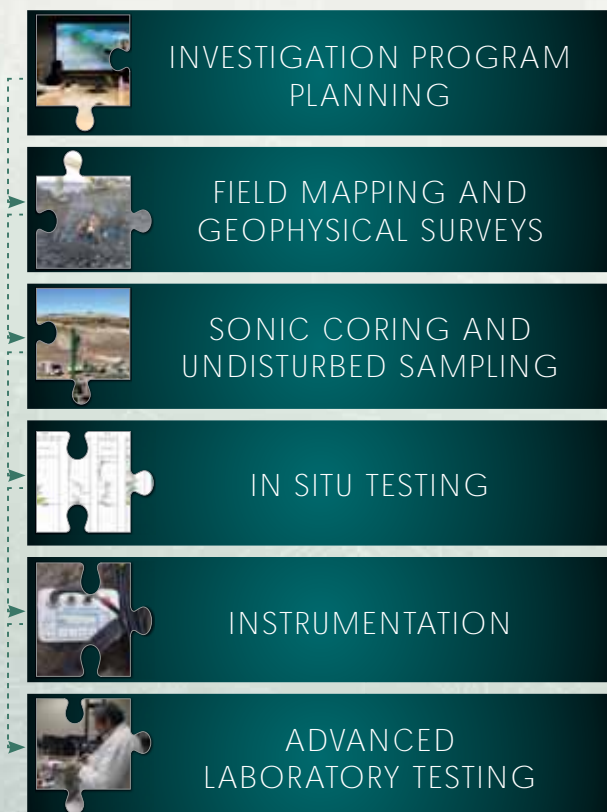 INVESTIGATION PROGRAM
PLANNING
FIELD MAPPING AND
GEOPHYSICAL SURVEYS
SONIC CORING AND
UNDISTURBED SAMPLING
IN SITU TESTING
INSTRUMENTATION
ADVANCED
LABORATORY TESTING